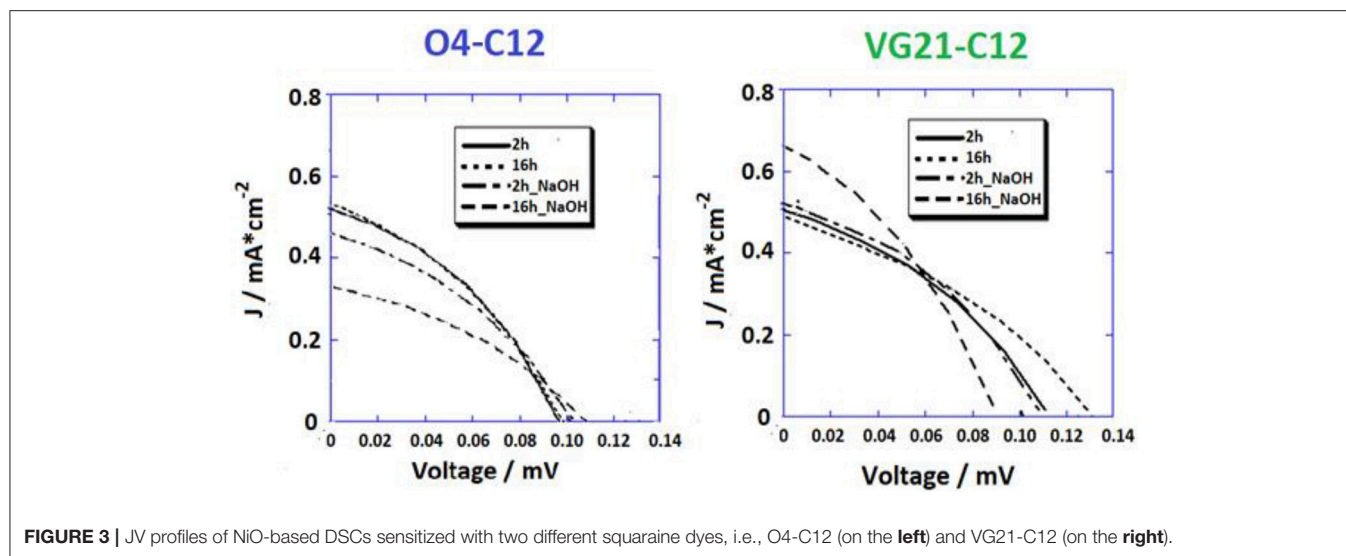 O4-C12
0.8
0.6
0.4
0.2
0
J / mA*cm-2
2h
16h
2h_NaOH
16h_NaOH
0 0.02 0.04 0.06 0.08 0.10 0.12 0.14
Voltage / mV
VG21-C12
0.8
0.6
0.4
0.2
0
J / mA*cm-2
2h
16h
2h_NaOH
16h_NaOH
0 0.02 0.04 0.06 0.08 0.10 0.12 0.14
Voltage / mV
FIGURE 3 | JV profiles of NiO-based DSCs sensitized with two different squaraine dyes, i.e., O4-C12 (on the left) and VG21-C12 (on the right).